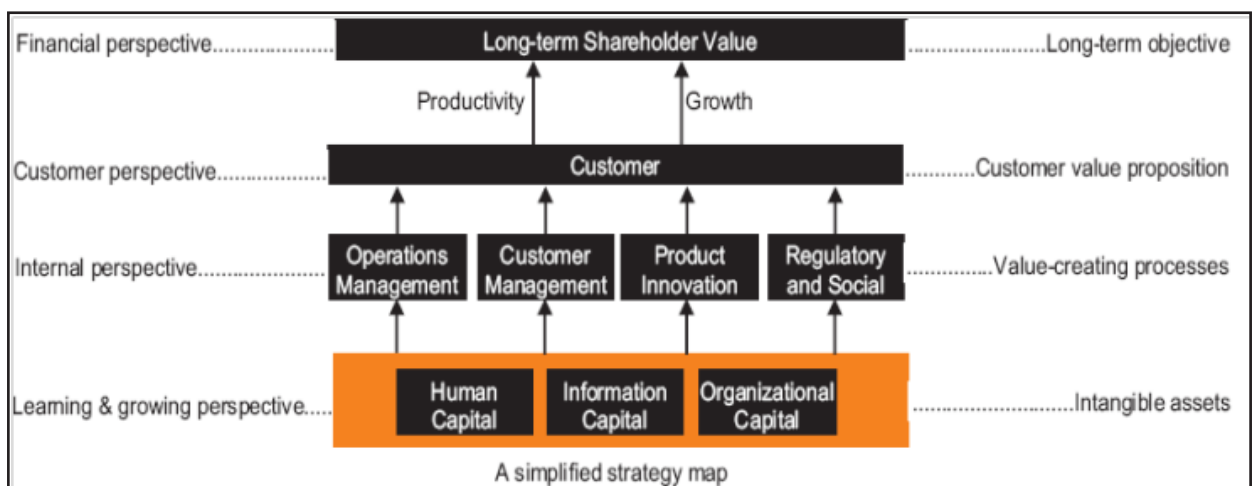 Financial perspective.................... Long-term Shareholder Value .......................Long-term objective
Productivity Growth
Customer perspective.................... Customer ............Customer value proposition
Operations Management Customer Management Product Innovation Regulatory and Social
Internal perspective....................... ..............Value-creating processes
Learning & growing perspective..... Human Capital Information Capital Organizational Capital ...........................Intangible assets
A simplified strategy map